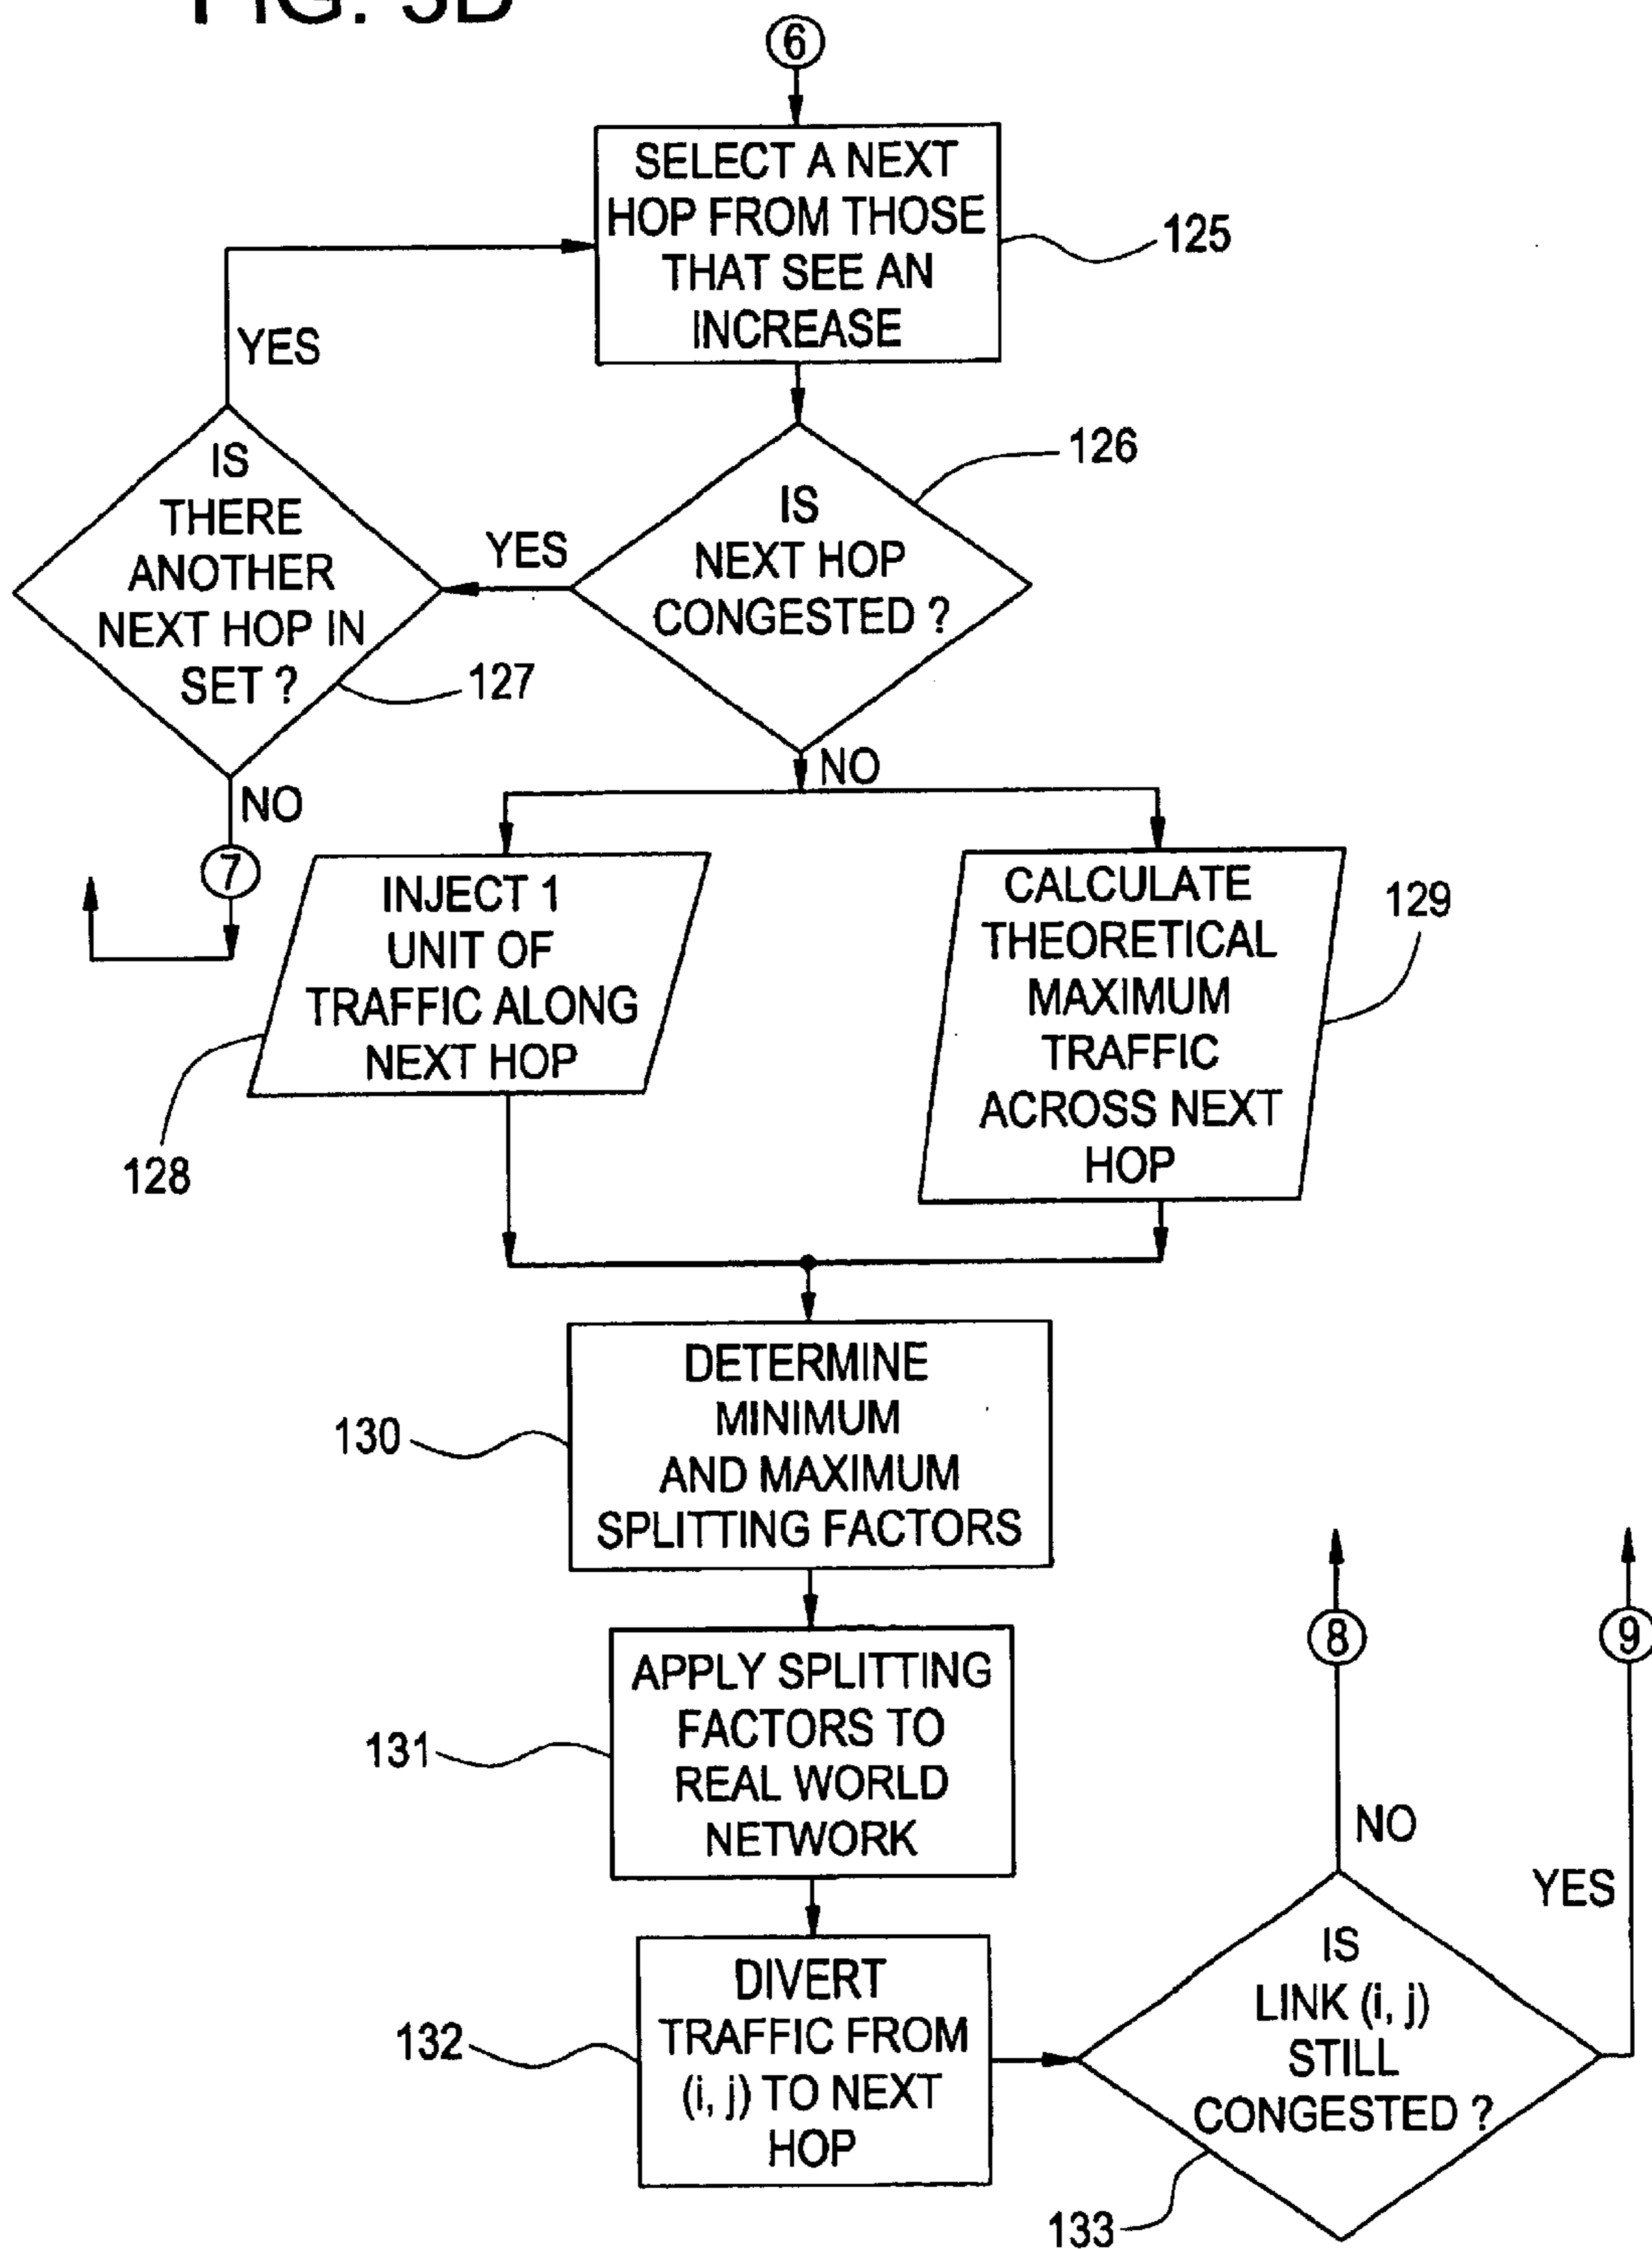 FIG.
6
SELECT A NEXT
HOP FROM THOSE
THAT SEE AN
INCREASE
125
YES
126
IS
THERE
ANOTHER
NEXT HOP IN
SET ?
127
YES
IS
NEXT HOP
CONGESTED ?
NO
NO
7
INJECT 1
UNIT OF
TRAFFIC ALONG
NEXT HOP
128
CALCULATE
THEORETICAL
MAXIMUM
TRAFFIC
ACROSS NEXT
HOP
129
DETERMINE
MINIMUM
AND MAXIMUM
SPLITTING FACTORS
130
APPLY SPLITTING
FACTORS TO
REAL WORLD
NETWORK
131
8
9
NO
YES
DIVERT
TRAFFIC FROM
(i, j) TO NEXT
HOP
132
IS
LINK (i, j)
STILL
CONGESTED ?
133